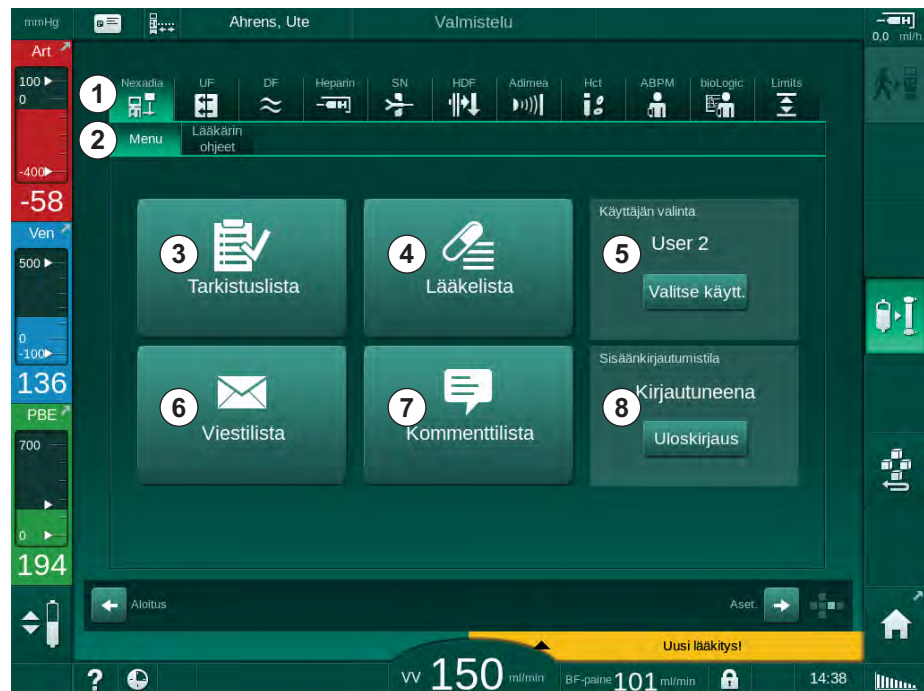 mmHg
Ahrens, Ute
Valmistelu
0,0 ml/h
Art
100
0
-400
-58
Ven
500
0
-100
136
PBE
700
0
194
1
Nexadia
UF
DF
Heparin
SN
HDF
Adimea
Hct
ABPM
bioLogic
Limits
2
Menu
Lääkärin
ohjeet
3
Tarkistuslista
4
Lääkelista
Käyttäjän valinta
5
User 2
Valitse käytt.
6
Viestilista
7
Kommenttilista
Sisäänkirjautumistila
8
Kirjautuneena
Uloskirjaus
Aloitus
Aset.
Uusi lääkitys!
?
VV 150 ml/min
BF-paine 101 ml/min
14:38